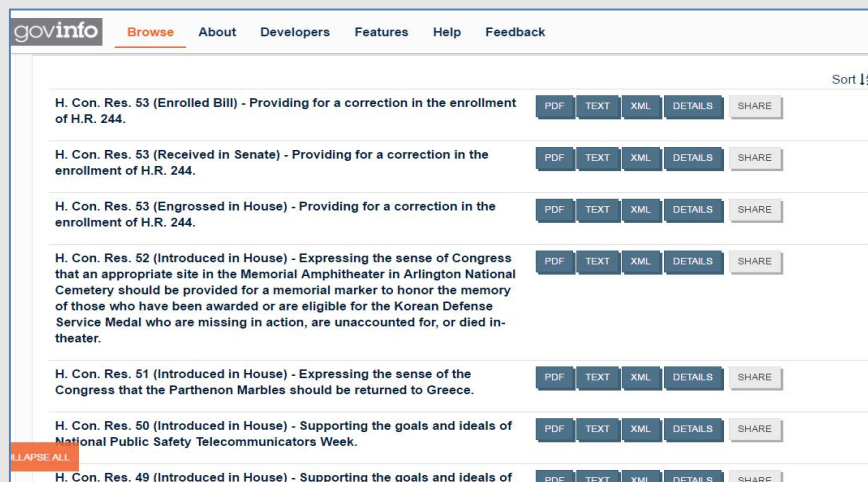 govinfo Browse About Developers Features Help Feedback
Sort
H. Con. Res. 53 (Enrolled Bill) - Providing for a correction in the enrollment
of H.R. 244.
PDF TEXT XML DETAILS SHARE
H. Con. Res. 53 (Received in Senate) - Providing for a correction in the
enrollment of H.R. 244.
PDF TEXT XML DETAILS SHARE
H. Con. Res. 53 (Engrossed in House) - Providing for a correction in the
enrollment of H.R. 244.
PDF TEXT XML DETAILS SHARE
H. Con. Res. 52 (Introduced in House) - Expressing the sense of Congress
that an appropriate site in the Memorial Amphitheater in Arlington National
Cemetery should be provided for a memorial marker to honor the memory
of those who have been awarded or are eligible for the Korean Defense
Service Medal who are missing in action, are unaccounted for, or died in-
theater.
PDF TEXT XML DETAILS SHARE
H. Con. Res. 51 (Introduced in House) - Expressing the sense of the
Congress that the Parthenon Marbles should be returned to Greece.
PDF TEXT XML DETAILS SHARE
H. Con. Res. 50 (Introduced in House) - Supporting the goals and ideals of
National Public Safety Telecommunicators Week.
PDF TEXT XML DETAILS SHARE
LLAPSE ALL
H. Con. Res. 49 (Introduced in House) - Supporting the goals and ideals of
PDF TEXT XML DETAILS SHARE